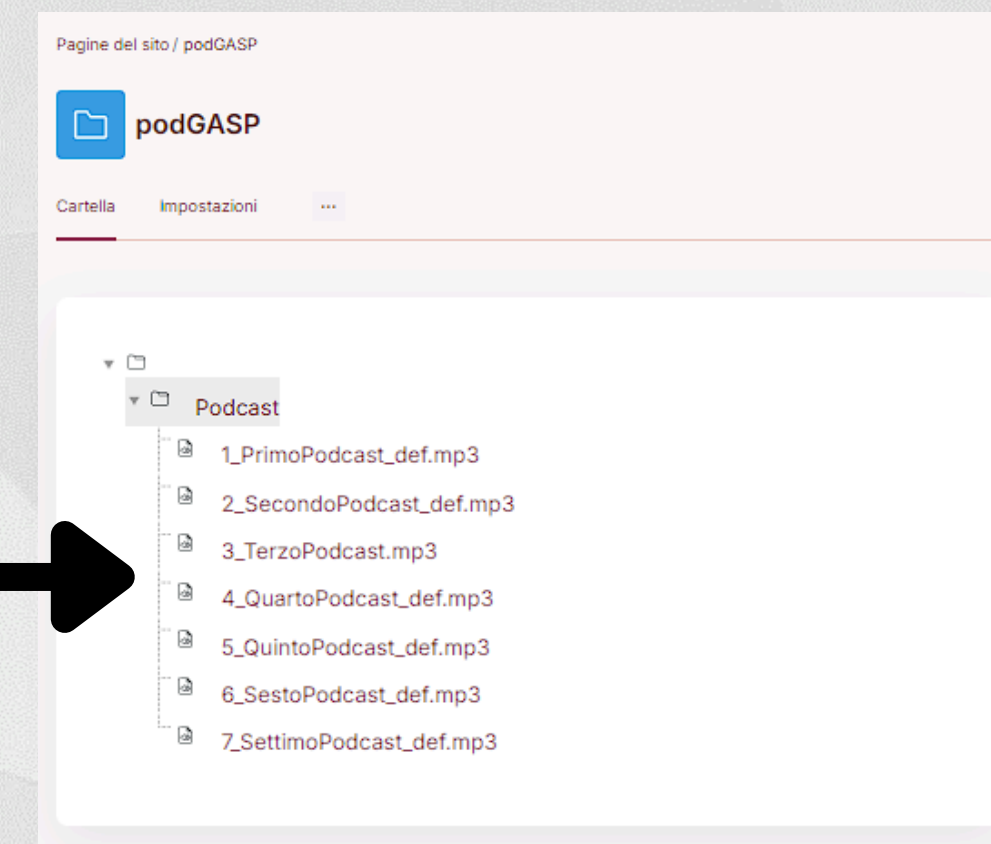 Pagine del sito / podGASP
podGASP
Cartella Impostazioni ...
Podcast
1_PrimoPodcast_def.mp3
2_SecondoPodcast_def.mp3
3_TerzoPodcast.mp3
4_QuartoPodcast_def.mp3
5_QuintoPodcast_def.mp3
6_SestoPodcast_def.mp3
7_SettimoPodcast_def.mp3